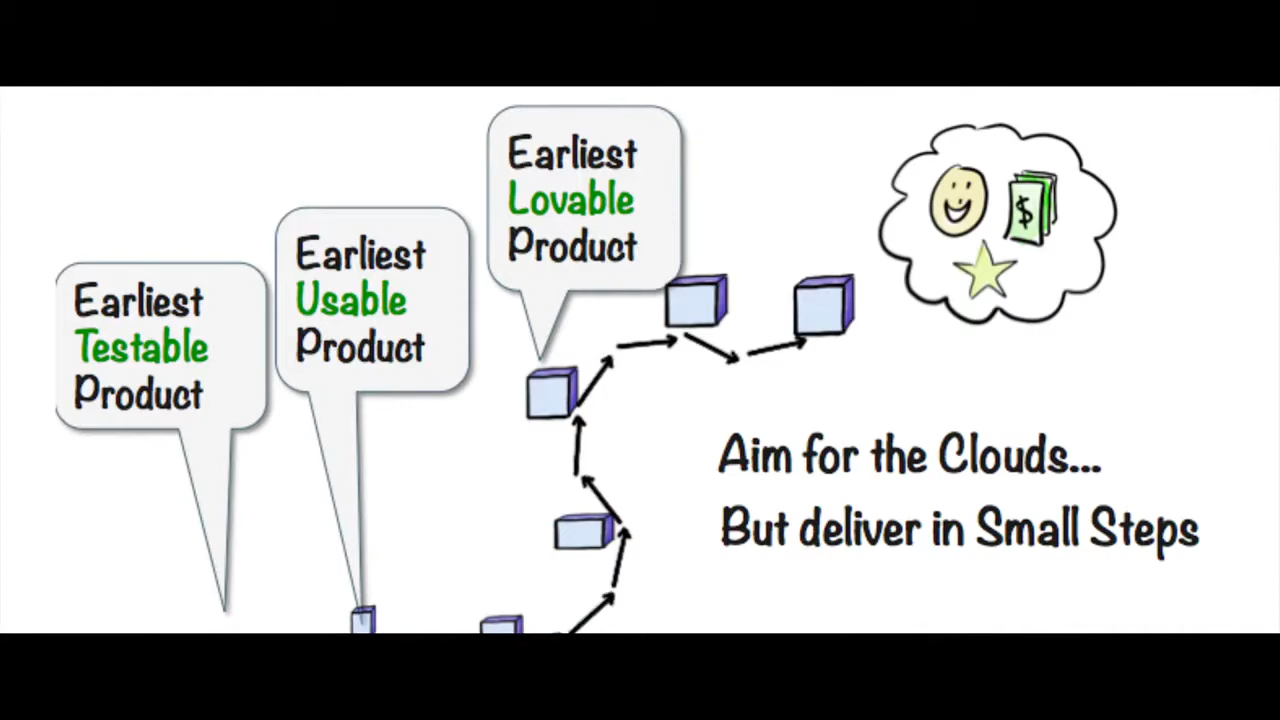 Earliest
Testable
Product
Earliest
Usable
Product
Earliest
Lovable
Product
$
Aim for the Clouds...
But deliver in Small Steps